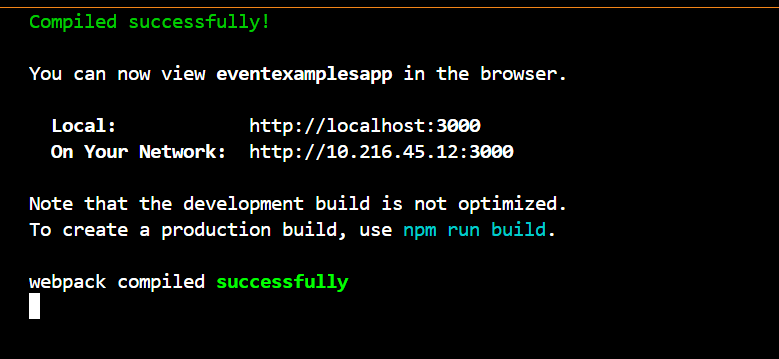 Compiled successfully!
You can now view eventexamplesapp in the browser.
Local: http://localhost:3000
On Your Network: http://10.216.45.12:3000
Note that the development build is not optimized.
To create a production build, use npm run build.
webpack compiled successfully